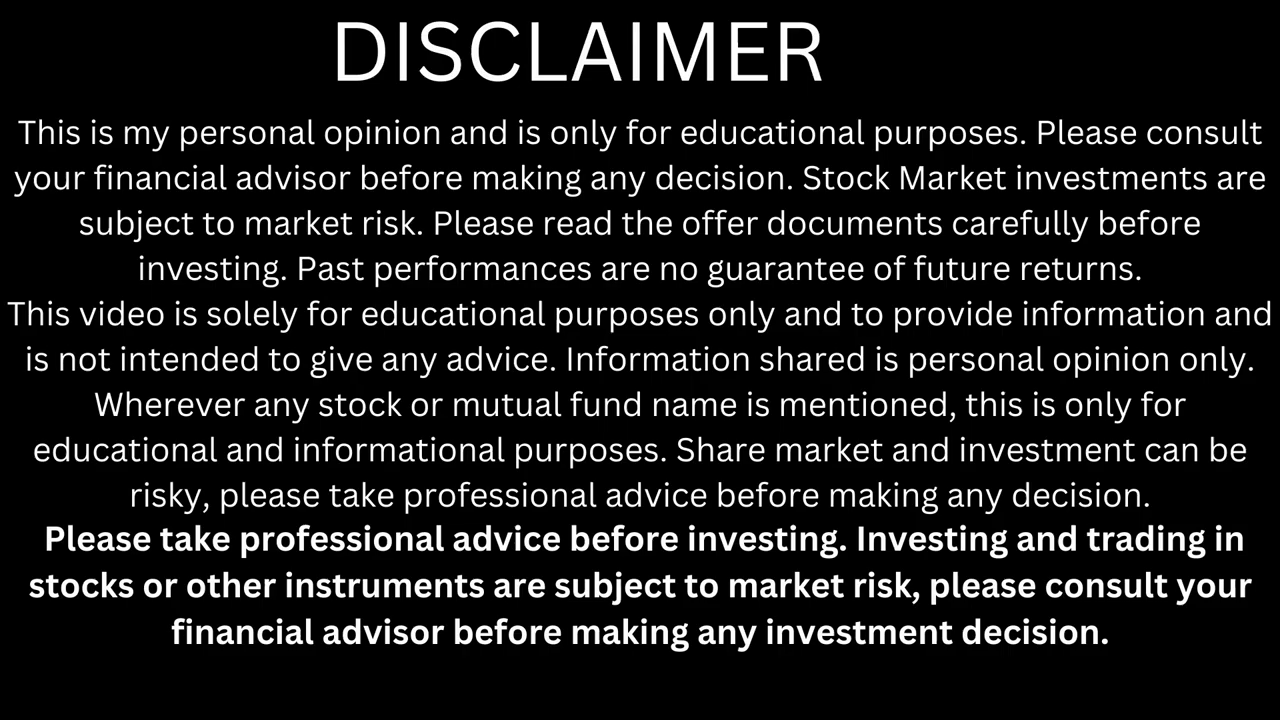 DISCLAIMER
This is my personal opinion and is only for educational purposes. Please consult
your financial advisor before making any decision. Stock Market investments are
subject to market risk. Please read the offer documents carefully before
investing. Past performances are no guarantee of future returns.
This video is solely for educational purposes only and to provide information and
is not intended to give any advice. Information shared is personal opinion only.
Wherever any stock or mutual fund name is mentioned, this is only for
educational and informational purposes. Share market and investment can be
risky, please take professional advice before making any decision.
Please take professional advice before investing. Investing and trading in
stocks or other instruments are subject to market risk, please consult your
financial advisor before making any investment decision.